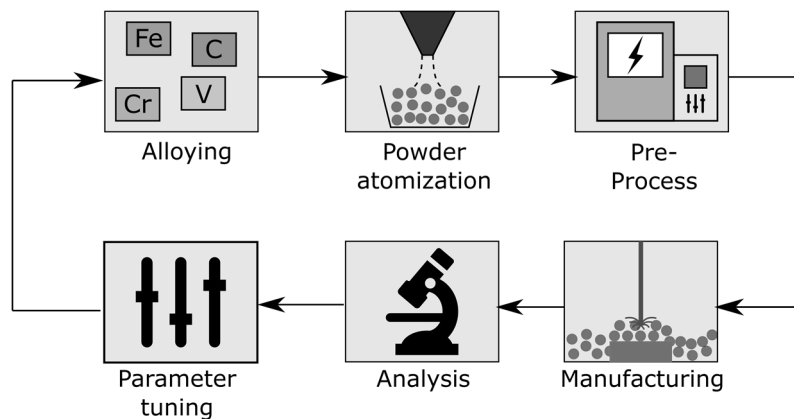 Fe
C
Cr
V
Alloying
Powder
atomization
Pre-
Process
Parameter
tuning
Analysis
Manufacturing